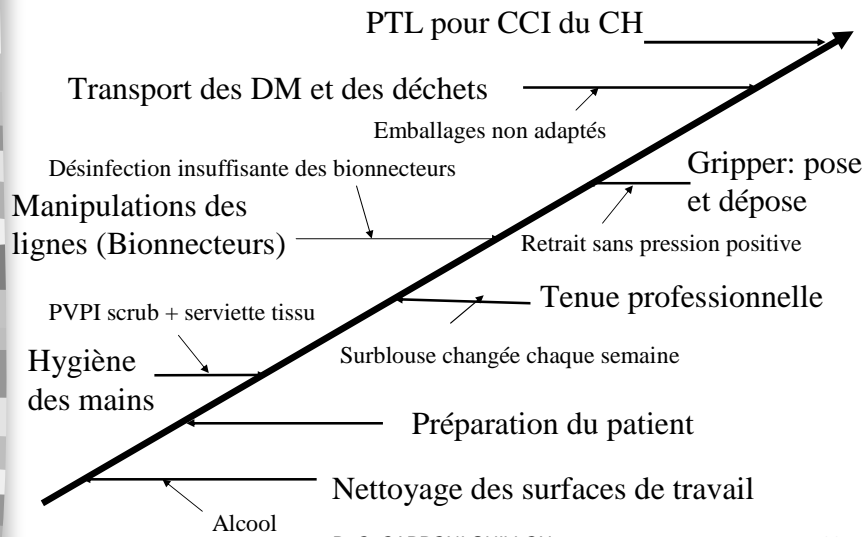 PTL pour CCI du CH
Transport des DM et des déchets
Emballages non adaptés
Désinfection insuffisante des bionnecteurs
Gripper: pose
et dépose
Manipulations des
lignes (Bionnecteurs)
Retrait sans pression positive
Tenue professionnelle
PVPI scrub + serviette tissu
Surblouse changée chaque semaine
Hygiène
des mains
Préparation du patient
Nettoyage des surfaces de travail
Alcool